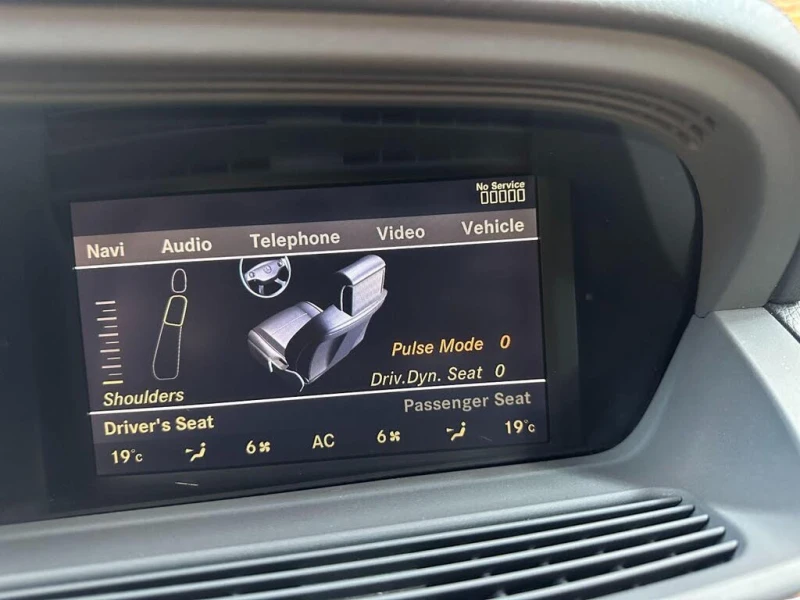 No Service
Navi Audio Telephone Video Vehicle
Pulse Mode 0
Driv.Dyn. Seat 0
Shoulders
Driver's Seat Passenger Seat
19°C 6 AC 6 19°C